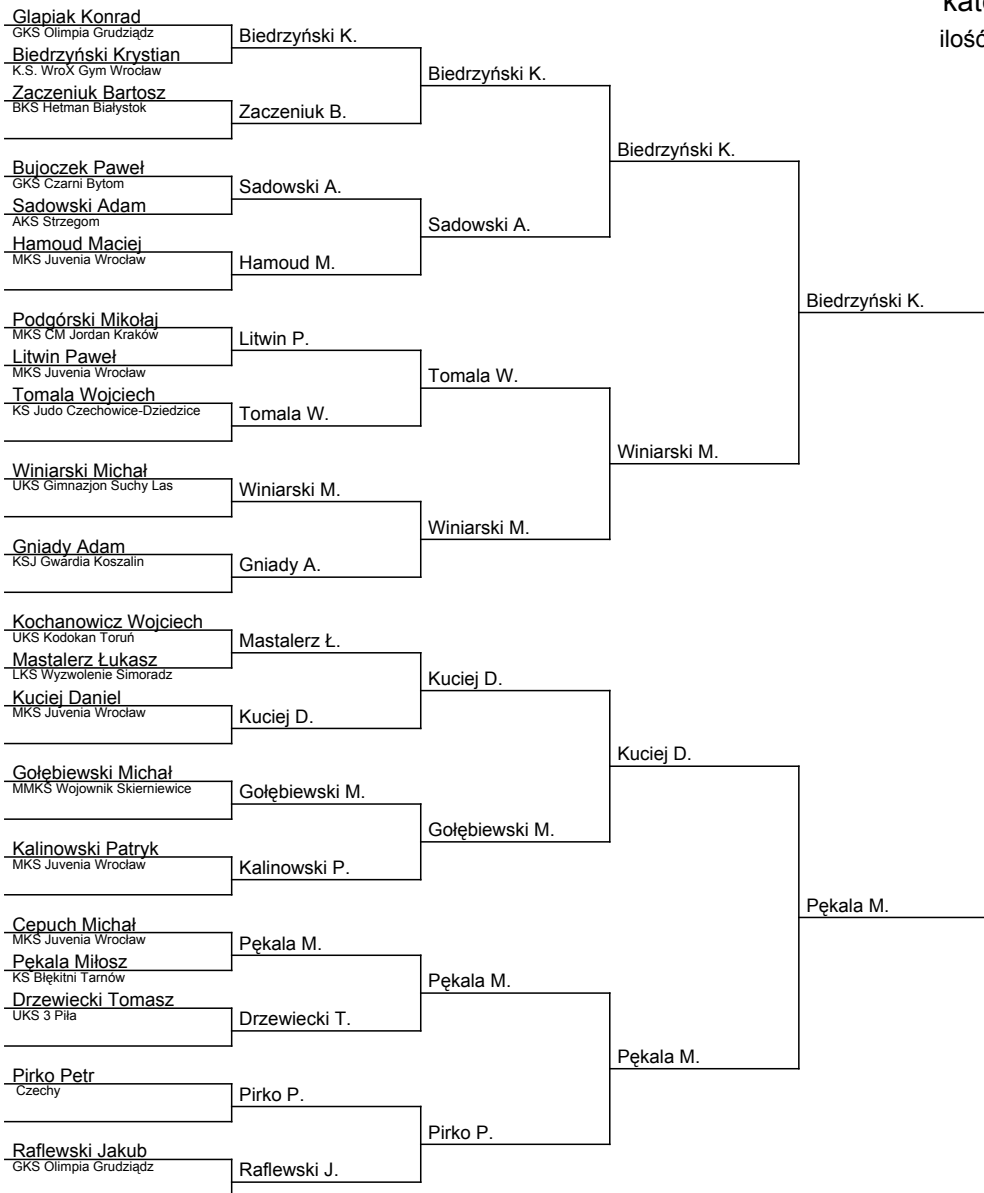 kate
ilość
Glapiak Konrad
GKS Olimpia Grudziądz
Biedrzyński Krystian
K.S. WroX Gym Wrocław
Zaczeniuk Bartosz
BKS Hetman Białystok
Bujoczek Paweł
GKS Czarni Bytom
Sadowski Adam
AKS Strzegom
Hamoud Maciej
MKS Juvenia Wrocław
Podgórski Mikołaj
MKS CM Jordan Kraków
Litwin Paweł
MKS Juvenia Wrocław
Tomala Wojciech
KS Judo Czechowice-Dziedzice
Winiarski Michał
UKS Gimnazjon Suchy Las
Gniady Adam
KSJ Gwardia Koszalin
Kochanowicz Wojciech
UKS Kodokan Toruń
Mastalerz Łukasz
LKS Wyzwolenie Simoradz
Kuciej Daniel
MKS Juvenia Wrocław
Gołębiewski Michał
MMKS Wojownik Skierniewice
Kalinowski Patryk
MKS Juvenia Wrocław
Cepuch Michał
MKS Juvenia Wrocław
Pękala Miłosz
KS Błękitni Tarnów
Drzewiecki Tomasz
UKS 3 Piła
Pirko Petr
Czechy
Raflewski Jakub
GKS Olimpia Grudziądz
Biedrzyński K.
Zaczeniuk B.
Sadowski A.
Hamoud M.
Litwin P.
Tomala W.
Winiarski M.
Gniady A.
Mastalerz Ł.
Kuciej D.
Gołębiewski M.
Kalinowski P.
Pękala M.
Drzewiecki T.
Pirko P.
Raflewski J.
Biedrzyński K.
Sadowski A.
Tomala W.
Winiarski M.
Kuciej D.
Gołębiewski M.
Pękala M.
Pirko P.
Biedrzyński K.
Winiarski M.
Kuciej D.
Pękala M.
Biedrzyński K.
Pękala M.